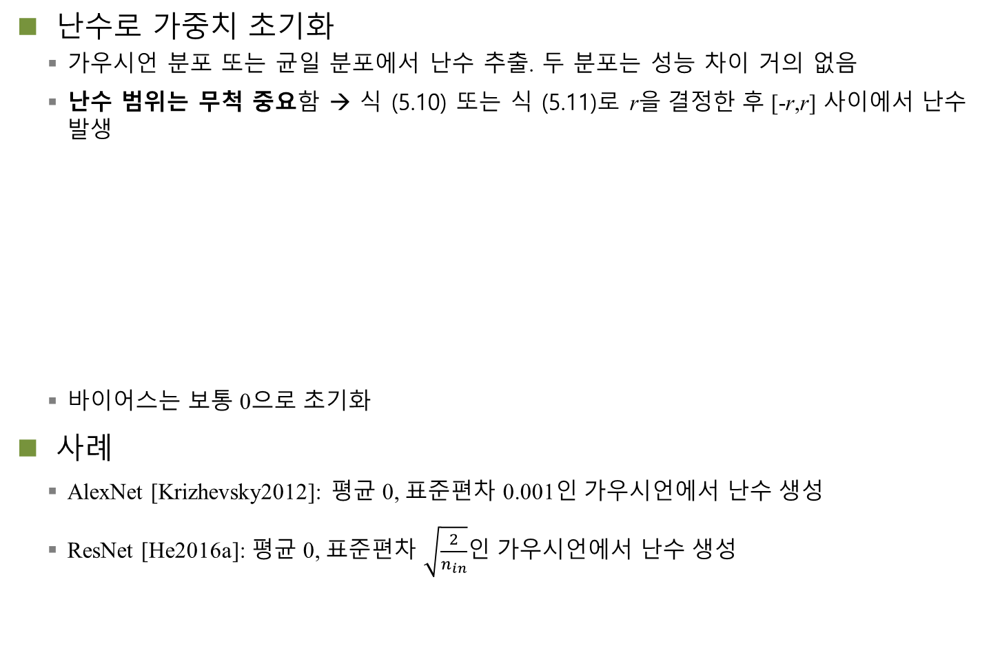 ■ 난수로 가중치 초기화
▪ 가우시언 분포 또는 균일 분포에서 난수 추출. 두 분포는 성능 차이 거의 없음
▪ 난수 범위는 무척 중요함 → 식 (5.10) 또는 식 (5.11)로 r을 결정한 후 [-r,r] 사이에서 난수
발생
▪ 바이어스는 보통 0으로 초기화
■ 사례
▪ AlexNet [Krizhevsky2012]: 평균 0, 표준편차 0.001인 가우시언에서 난수 생성
▪ ResNet [He2016a]: 평균 0, 표준편차 √(2/n_in)인 가우시언에서 난수 생성